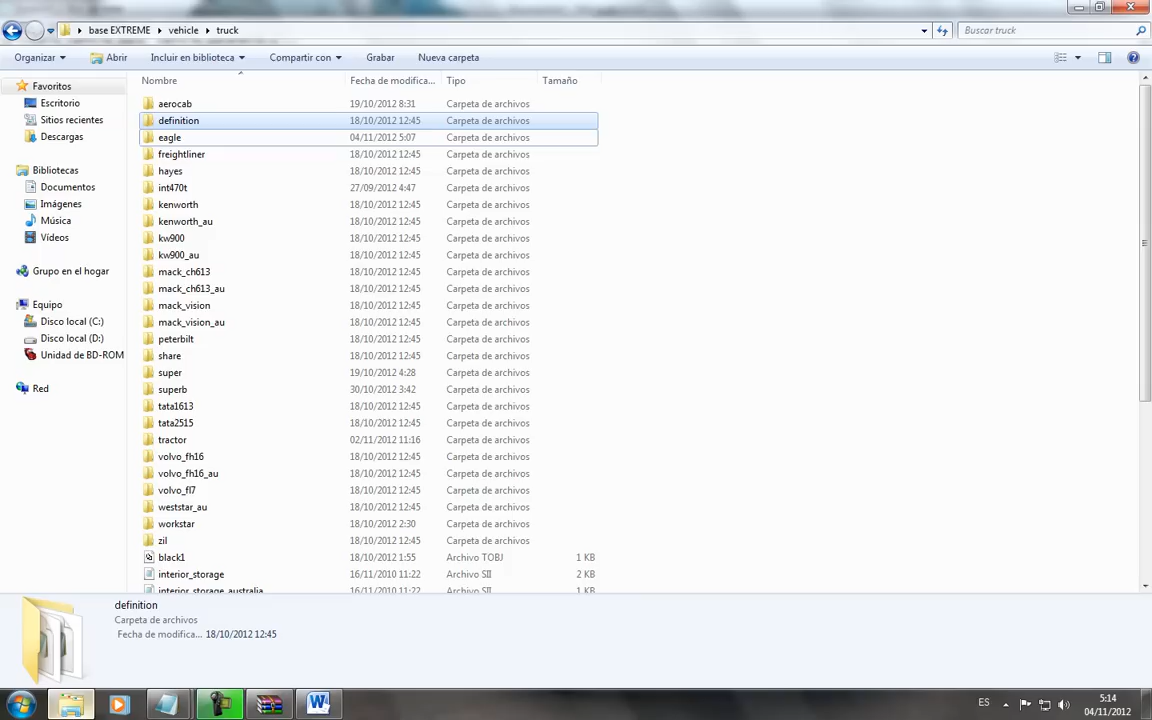 base EXTREME vehicle truck
Buscar truck
Organizar Abrir Incluir en biblioteca Compartir con Grabar Nueva carpeta
Favoritos
Escritorio
Sitios recientes
Descargas
Bibliotecas
Documentos
Imágenes
Música
Vídeos
Grupo en el hogar
Equipo
Disco local (C:)
Disco local (D:)
Unidad de BD-ROM
Red
Nombre Fecha de modifica... Tipo Tamaño
aerocab 19/10/2012 8:31 Carpeta de archivos
definition 18/10/2012 12:45 Carpeta de archivos
eagle 04/11/2012 5:07 Carpeta de archivos
freightliner 18/10/2012 12:45 Carpeta de archivos
hayes 18/10/2012 12:45 Carpeta de archivos
int470t 27/09/2012 4:47 Carpeta de archivos
kenworth 18/10/2012 12:45 Carpeta de archivos
kenworth_au 18/10/2012 12:45 Carpeta de archivos
kw900 18/10/2012 12:45 Carpeta de archivos
kw900_au 18/10/2012 12:45 Carpeta de archivos
mack_ch613 18/10/2012 12:45 Carpeta de archivos
mack_ch613_au 18/10/2012 12:45 Carpeta de archivos
mack_vision 18/10/2012 12:45 Carpeta de archivos
mack_vision_au 18/10/2012 12:45 Carpeta de archivos
peterbilt 18/10/2012 12:45 Carpeta de archivos
share 18/10/2012 12:45 Carpeta de archivos
super 19/10/2012 4:28 Carpeta de archivos
superb 30/10/2012 3:42 Carpeta de archivos
tata1613 18/10/2012 12:45 Carpeta de archivos
tata2515 18/10/2012 12:45 Carpeta de archivos
tractor 02/11/2012 11:16 Carpeta de archivos
volvo_fh16 18/10/2012 12:45 Carpeta de archivos
volvo_fh16_au 18/10/2012 12:45 Carpeta de archivos
volvo_fl7 18/10/2012 12:45 Carpeta de archivos
weststar_au 18/10/2012 12:45 Carpeta de archivos
workstar 18/10/2012 2:30 Carpeta de archivos
zil 18/10/2012 12:45 Carpeta de archivos
black1 18/10/2012 1:55 Archivo TOBJ 1 KB
interior_storage 16/11/2010 11:22 Archivo SII 2 KB
interior_storage_australia 16/11/2010 11:22 Archivo SII 1 KB
definition
Carpeta de archivos
Fecha de modifica... 18/10/2012 12:45
ES
5:14
04/11/2012